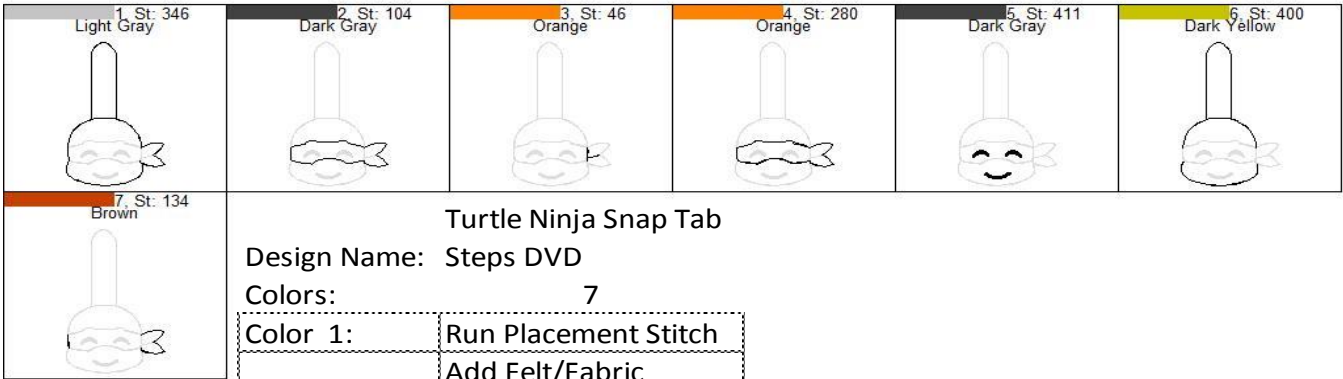 1, St: 346
Light Gray
2, St: 104
Dark Gray
3, St: 46
Orange
4, St: 280
Orange
5, St: 411
Dark Gray
6, St: 400
Dark Yellow
7, St: 134
Brown
Turtle Ninja Snap Tab
Design Name: Steps DVD
Colors: 7
Color 1: Run Placement Stitch
Add Felt/Fabric